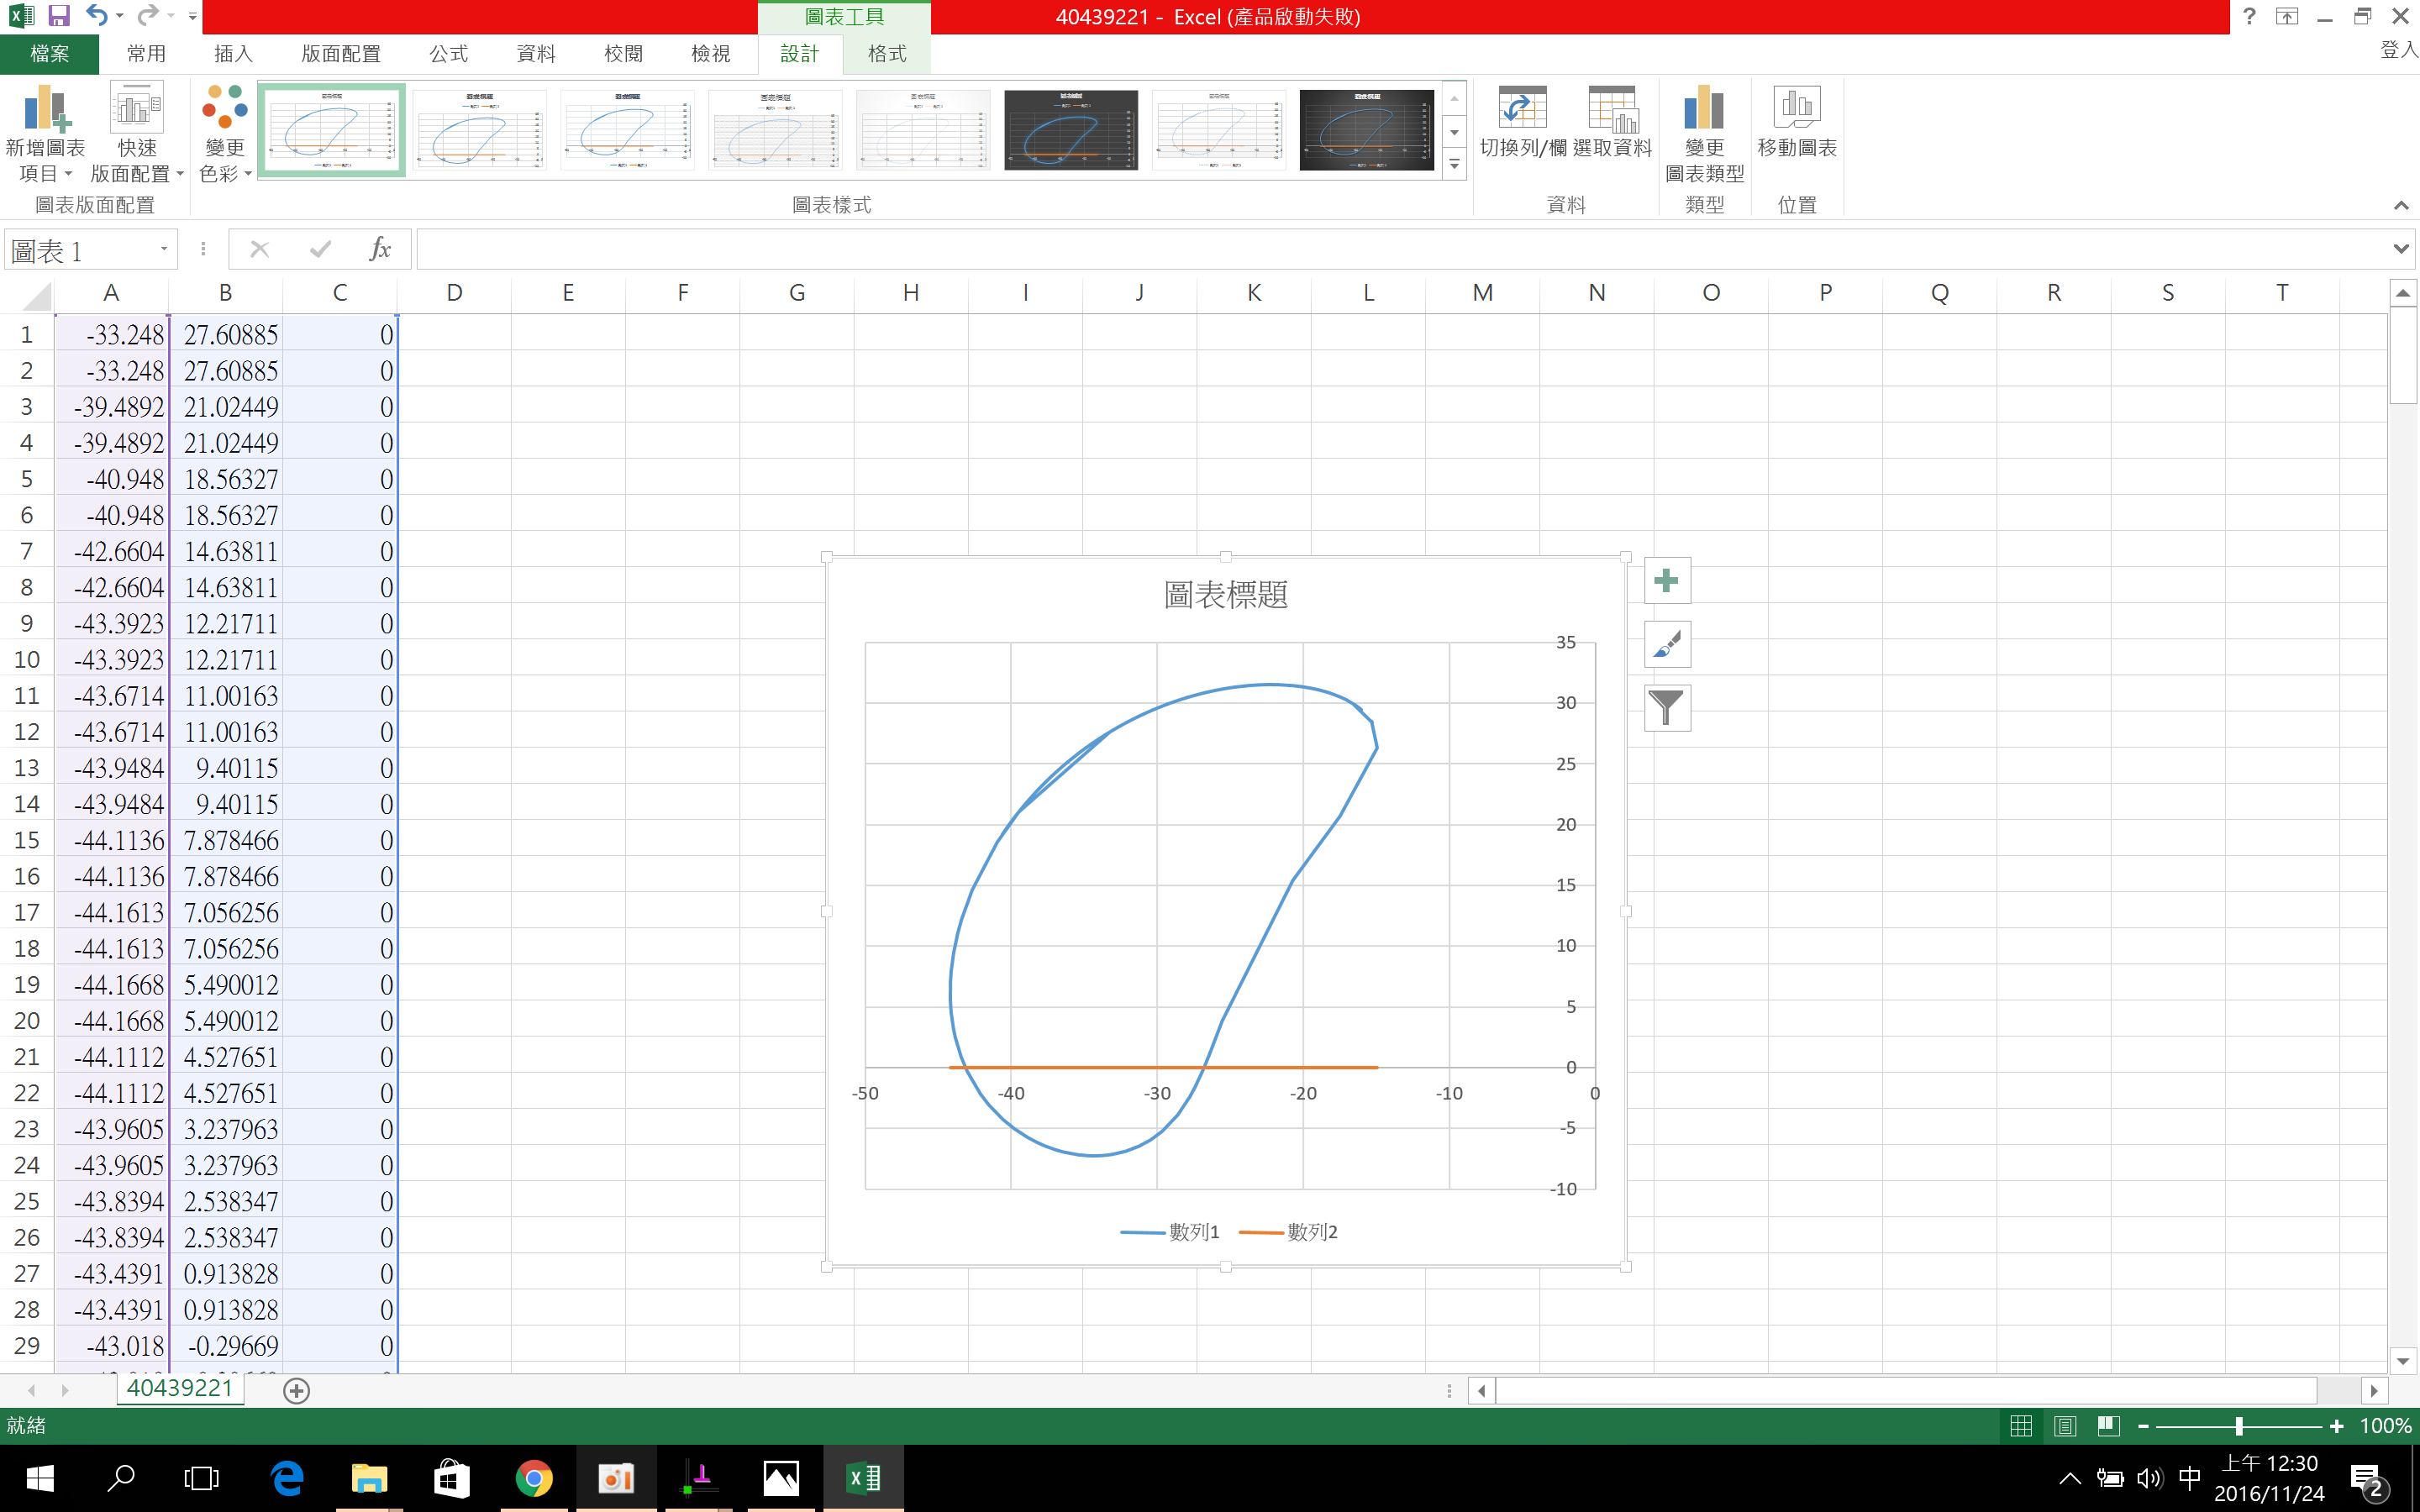 圖表工具
40439221 - Excel (產品啟動失敗)
?
檔案 常用 插入 版面配置 公式 資料 校閱 檢視 設計 格式 登入
新增圖表 項目
快速 版面配置
變更 色彩
切換列/欄 選取資料
變更 圖表類型
移動圖表
圖表版面配置 圖表樣式 資料 類型 位置
圖表 1 fx
A B C D E F G H I J K L M N O P Q R S T
1 -33.248 27.60885 0
2 -33.248 27.60885 0
3 -39.4892 21.02449 0
4 -39.4892 21.02449 0
5 -40.948 18.56327 0
6 -40.948 18.56327 0
7 -42.6604 14.63811 0
8 -42.6604 14.63811 0
9 -43.3923 12.21711 0
10 -43.3923 12.21711 0
11 -43.6714 11.00163 0
12 -43.6714 11.00163 0
13 -43.9484 9.40115 0
14 -43.9484 9.40115 0
15 -44.1136 7.878466 0
16 -44.1136 7.878466 0
17 -44.1613 7.056256 0
18 -44.1613 7.056256 0
19 -44.1668 5.490012 0
20 -44.1668 5.490012 0
21 -44.1112 4.527651 0
22 -44.1112 4.527651 0
23 -43.9605 3.237963 0
24 -43.9605 3.237963 0
25 -43.8394 2.538347 0
26 -43.8394 2.538347 0
27 -43.4391 0.913828 0
28 -43.4391 0.913828 0
29 -43.018 -0.29669 0
圖表標題
35
30
25
20
15
10
5
0
-50 -40 -30 -20 -10 0
-5
-10
數列1 數列2
40439221
就緒
100%
中
上午 12:30
2016/11/24
2